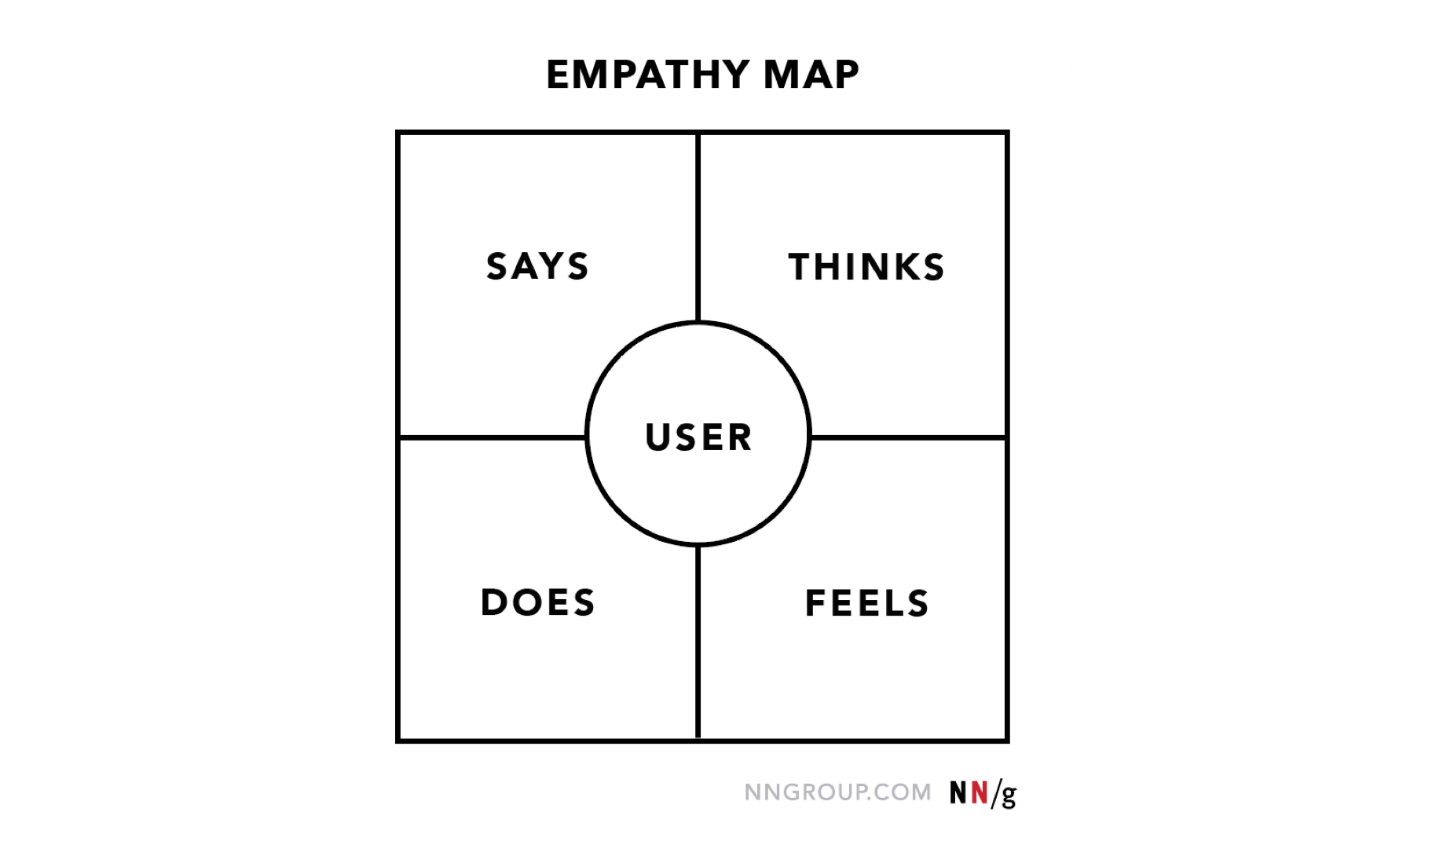 EMPATHY MAP
SAYS
THINKS
USER
DOES
FEELS
NNGROUP.COM NN/g